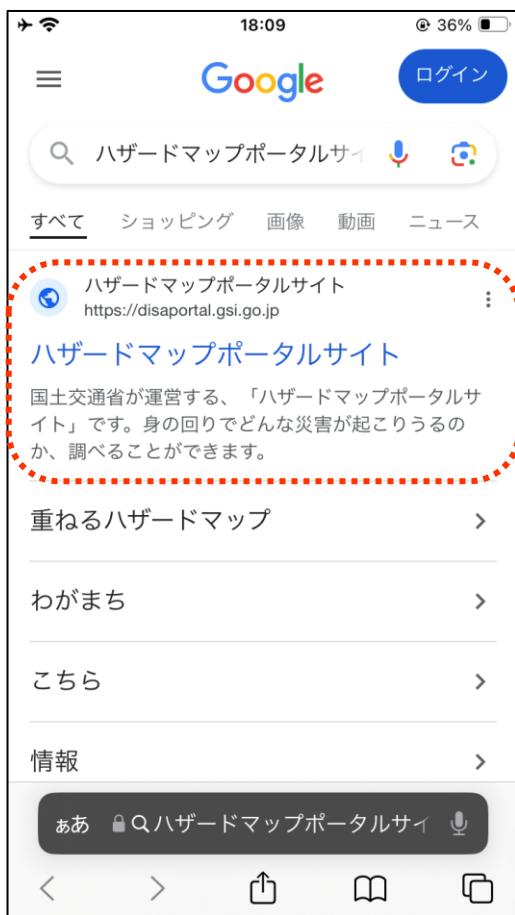 18:09
36%
Google
ログイン
ハザードマップポータルサイ
すべて ショッピング 画像 動画 ニュース
ハザードマップポータルサイト
https://disaportal.gsi.go.jp
ハザードマップポータルサイト
国土交通省が運営する、「ハザードマップポータルサ
イト」です。身の回りでどんな災害が起こりうるの
か、調べることができます。
重ねるハザードマップ
わがまち
こちら
情報
ぁあ ハザードマップポータルサイ